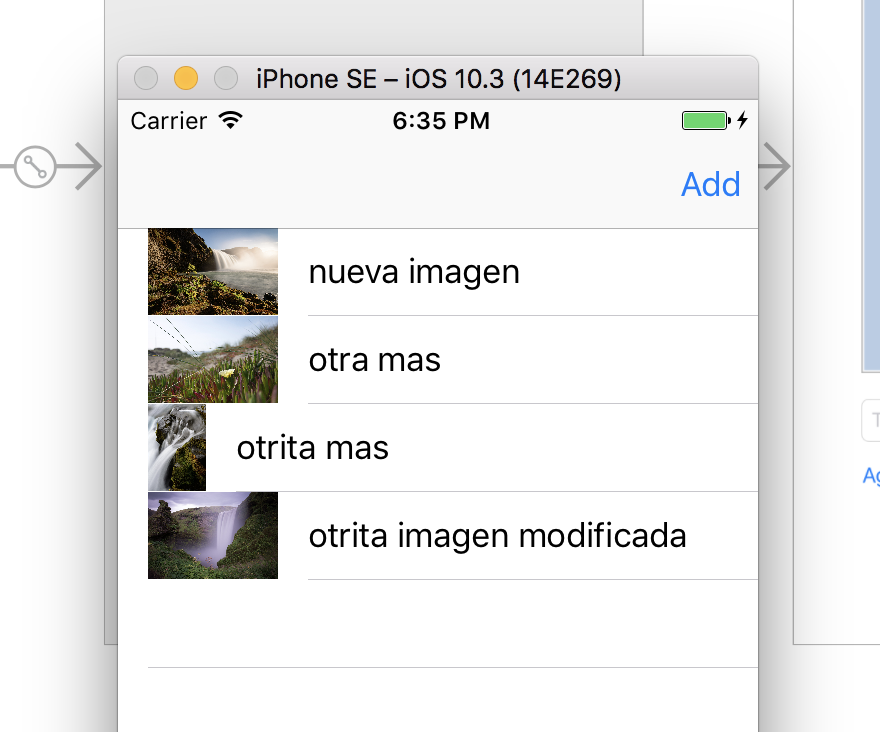 iPhone SE – iOS 10.3 (14E269)
Carrier 6:35 PM
Add
nueva imagen
otra mas
otrita mas
otrita imagen modificada